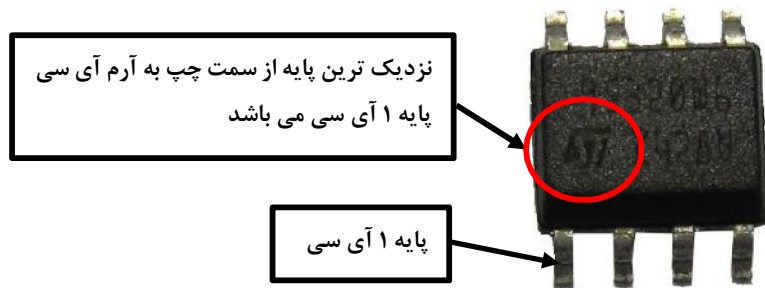 نزدیک ترین پایه از سمت چپ به آرم آی سی
پایه ۱ آی سی می باشد
ST
پایه ۱ آی سی